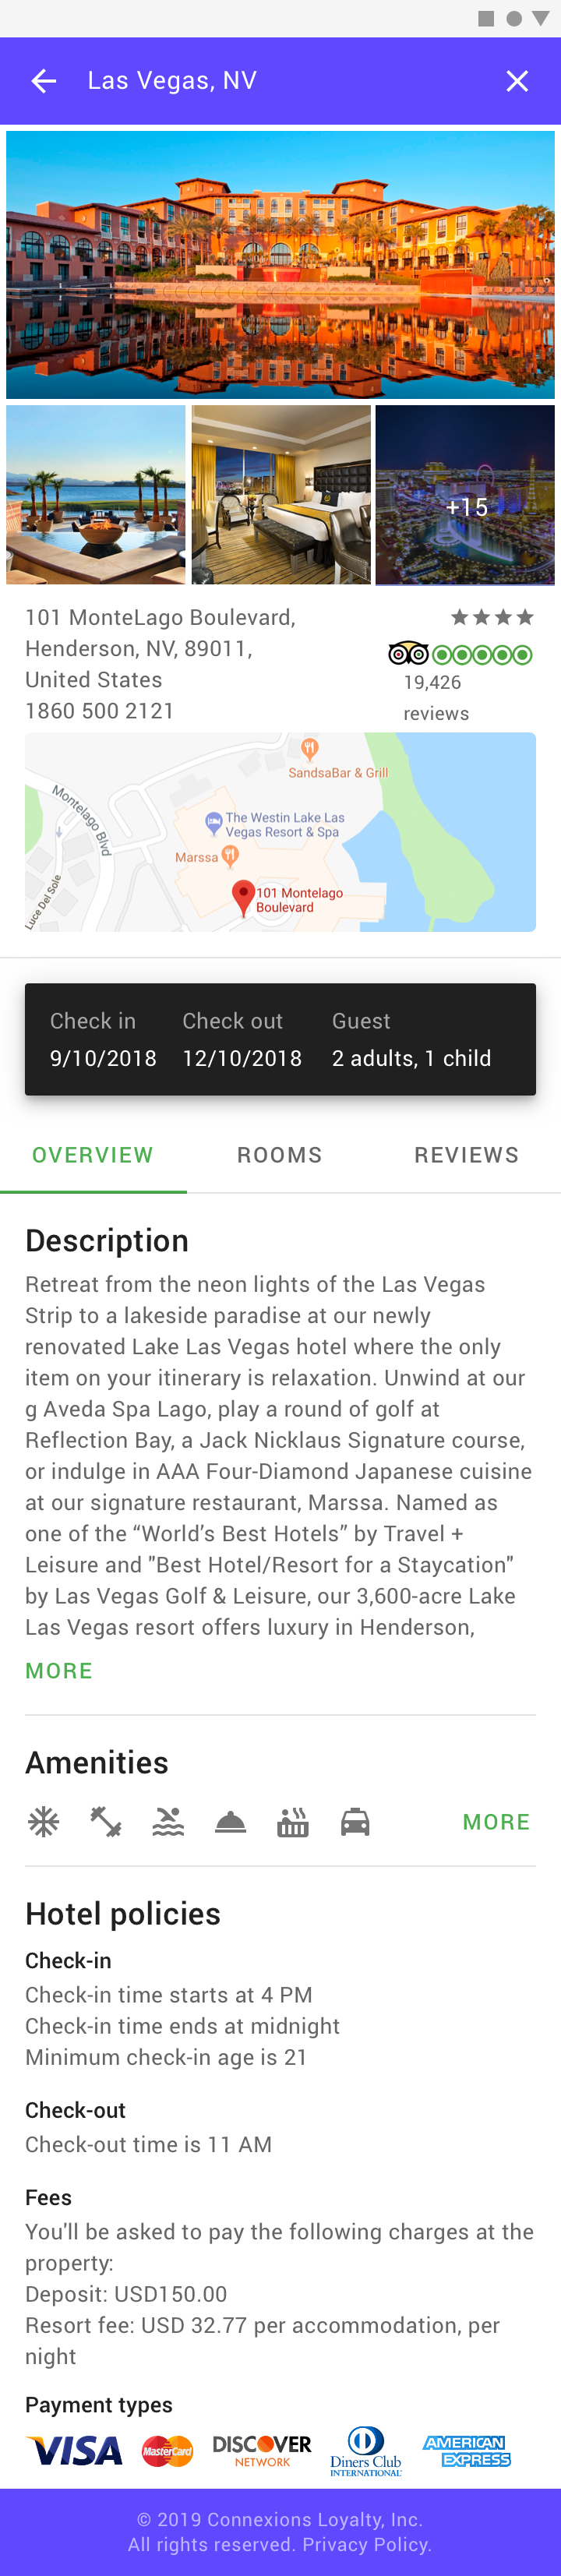 Las Vegas, NV
+15
101 MonteLago Boulevard,
Henderson, NV, 89011,
United States
1860 500 2121
19,426
reviews
SandsaBar & Grill
Montelago Blvd
The Westin Lake Las
Vegas Resort & Spa
Marssa
Luce Del Sole
101 Montelago
Boulevard
Check in
Check out
Guest
9/10/2018
12/10/2018
2 adults, 1 child
OVERVIEW
ROOMS
REVIEWS
Description
Retreat from the neon lights of the Las Vegas
Strip to a lakeside paradise at our newly
renovated Lake Las Vegas hotel where the only
item on your itinerary is relaxation. Unwind at our
g Aveda Spa Lago, play a round of golf at
Reflection Bay, a Jack Nicklaus Signature course,
or indulge in AAA Four-Diamond Japanese cuisine
at our signature restaurant, Marssa. Named as
one of the “World’s Best Hotels” by Travel +
Leisure and "Best Hotel/Resort for a Staycation"
by Las Vegas Golf & Leisure, our 3,600-acre Lake
Las Vegas resort offers luxury in Henderson,
MORE
Amenities
MORE
Hotel policies
Check-in
Check-in time starts at 4 PM
Check-in time ends at midnight
Minimum check-in age is 21
Check-out
Check-out time is 11 AM
Fees
You'll be asked to pay the following charges at the
property:
Deposit: USD150.00
Resort fee: USD 32.77 per accommodation, per
night
Payment types
VISA
MasterCard
DISCOVER
NETWORK
Diners Club
INTERNATIONAL
AMERICAN
EXPRESS
© 2019 Connexions Loyalty, Inc.
All rights reserved. Privacy Policy.